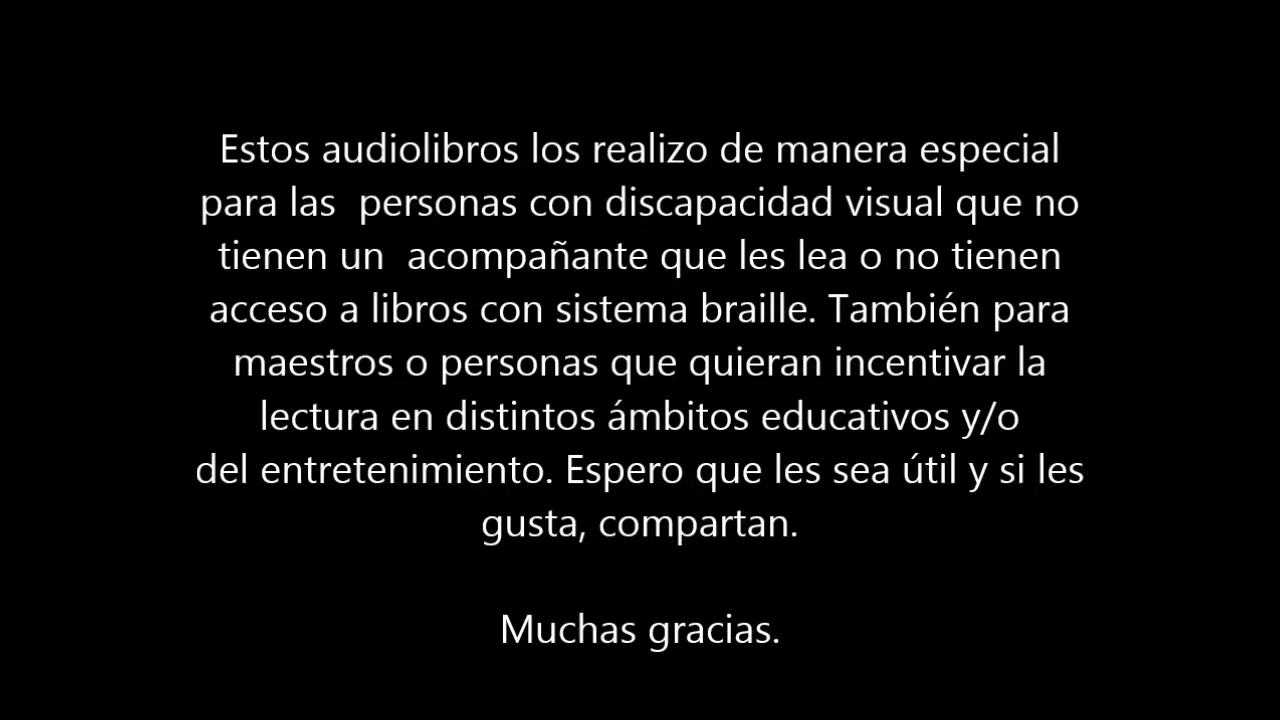 Estos audiolibros los realizo de manera especial
para las  personas con discapacidad visual que no
tienen un  acompañante que les lea o no tienen
acceso a libros con sistema braille. También para
maestros o personas que quieran incentivar la
lectura en distintos ámbitos educativos y/o
del entretenimiento. Espero que les sea útil y si les
gusta, compartan.
Muchas gracias.